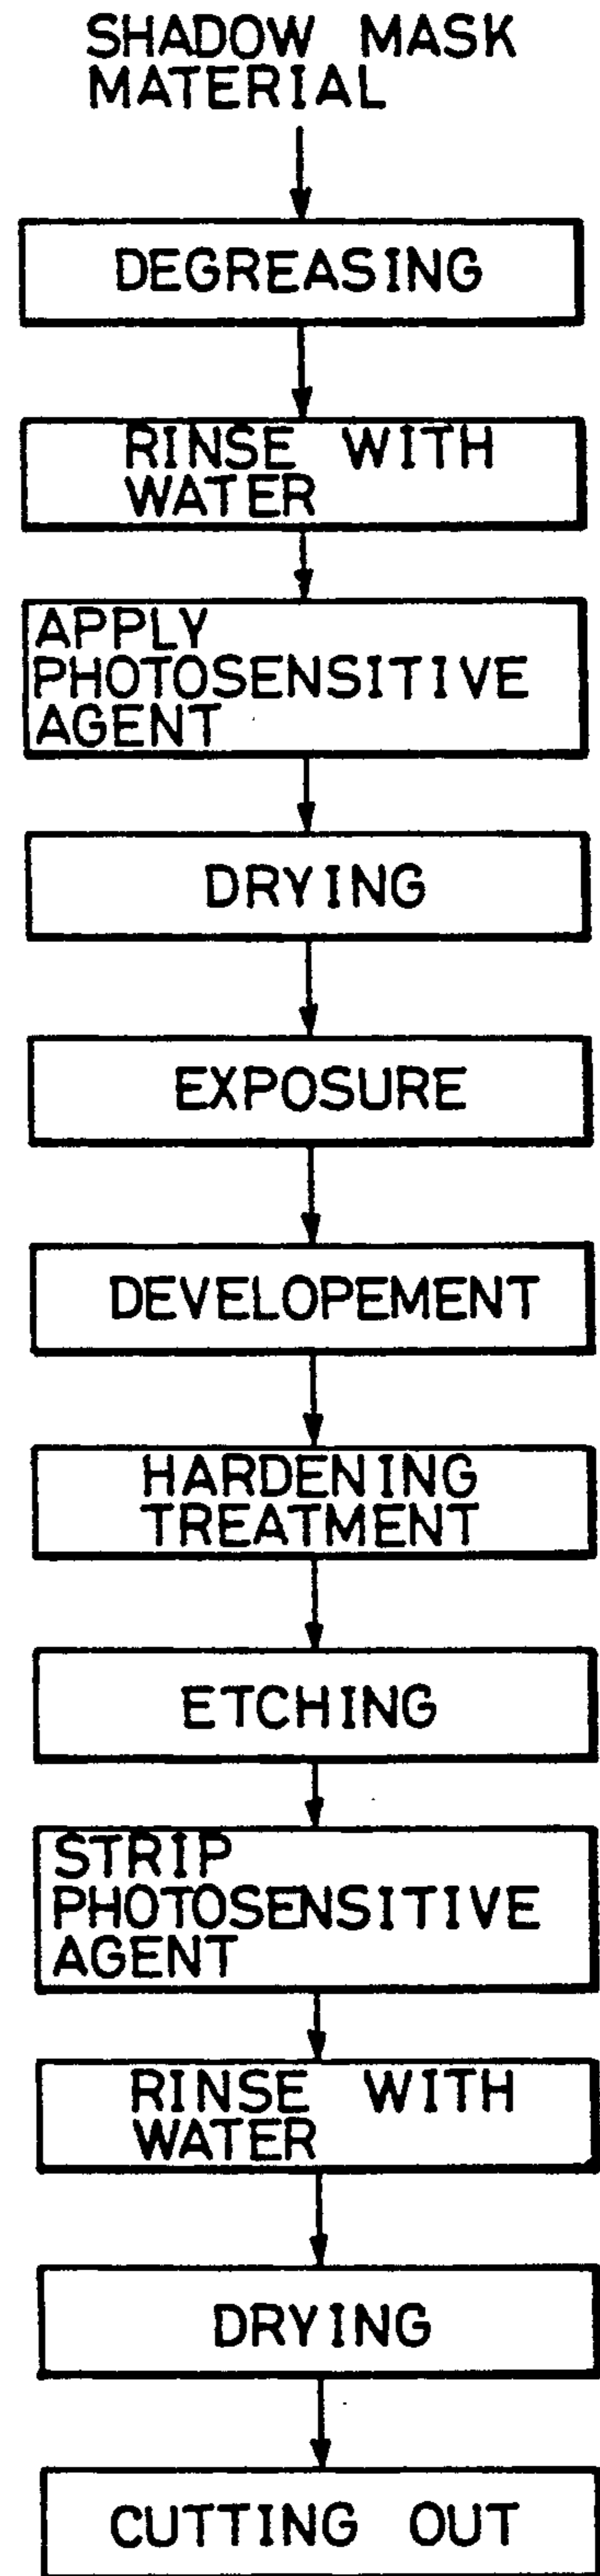 SHADOW MASK
MATERIAL
DEGREASING
RINSE WITH
WATER
APPLY
PHOTOSENSITIVE
AGENT
DRYING
EXPOSURE
DEVELOPEMENT
HARDENING
TREATMENT
ETCHING
STRIP
PHOTOSENSITIVE
AGENT
RINSE WITH
WATER
DRYING
CUTTING OUT